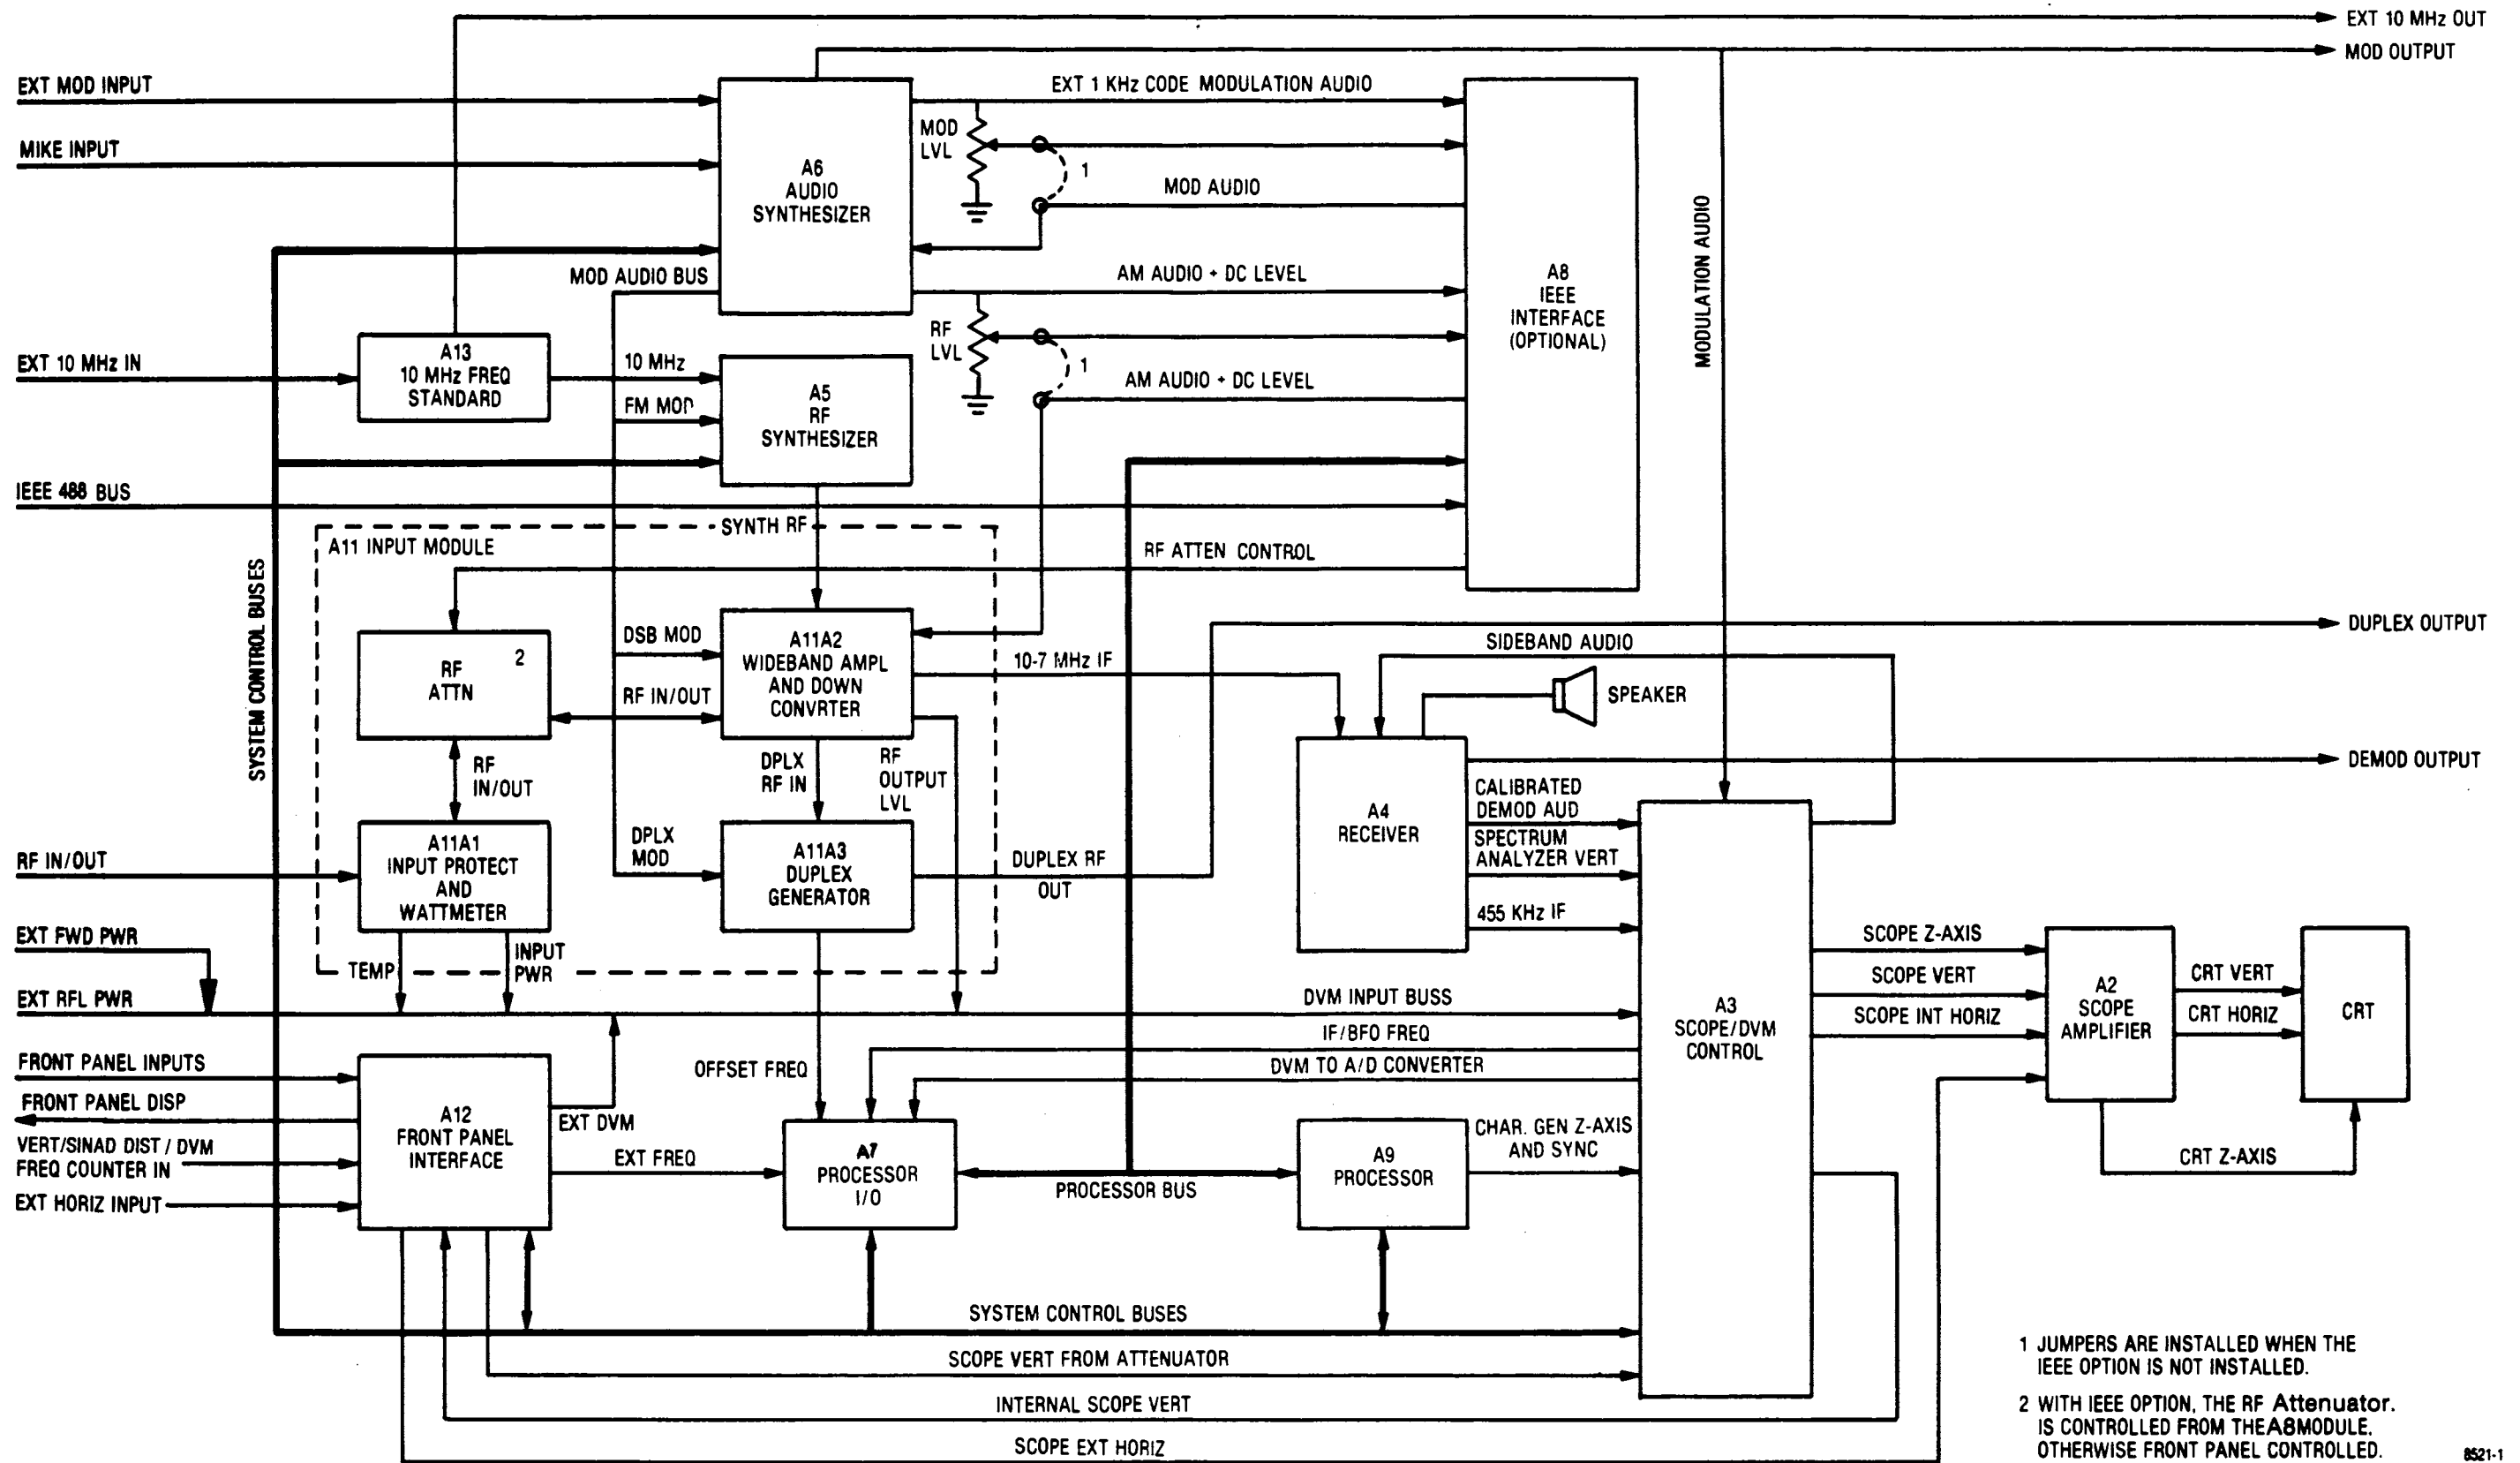 EXT 10 MHz OUT
MOD OUTPUT
EXT MOD INPUT
MIKE INPUT
A6
AUDIO
SYNTHESIZER
EXT 1 KHz CODE MODULATION AUDIO
MOD
LVL
1
MOD AUDIO
MOD AUDIO BUS
AM AUDIO + DC LEVEL
RF
LVL
1
AM AUDIO + DC LEVEL
A8
IEEE
INTERFACE
(OPTIONAL)
MODULATION AUDIO
EXT 10 MHz IN
A13
10 MHz FREQ
STANDARD
10 MHz
FM MOD
A5
RF
SYNTHESIZER
IEEE 488 BUS
SYNTH RF
A11 INPUT MODULE
RF ATTEN CONTROL
SYSTEM CONTROL BUSES
RF
ATTN
2
DSB MOD
RF IN/OUT
A11A2
WIDEBAND AMPL
AND DOWN
CONVRTER
10-7 MHz IF
SIDEBAND AUDIO
SPEAKER
DUPLEX OUTPUT
RF
IN/OUT
DPLX
RF IN
RF
OUTPUT
LVL
DEMOD OUTPUT
RF IN/OUT
A11A1
INPUT PROTECT
AND
WATTMETER
DPLX
MOD
A11A3
DUPLEX
GENERATOR
DUPLEX RF
OUT
A4
RECEIVER
CALIBRATED
DEMOD AUD
SPECTRUM
ANALYZER VERT
455 KHz IF
EXT FWD PWR
TEMP
INPUT
PWR
EXT RFL PWR
DVM INPUT BUSS
IF/BFO FREQ
DVM TO A/D CONVERTER
OFFSET FREQ
A3
SCOPE/DVM
CONTROL
SCOPE Z-AXIS
SCOPE VERT
SCOPE INT HORIZ
A2
SCOPE
AMPLIFIER
CRT VERT
CRT HORIZ
CRT
CRT Z-AXIS
FRONT PANEL INPUTS
FRONT PANEL DISP
VERT/SINAD DIST / DVM
FREQ COUNTER IN
EXT HORIZ INPUT
A12
FRONT PANEL
INTERFACE
EXT DVM
EXT FREQ
A7
PROCESSOR
I/O
PROCESSOR BUS
A9
PROCESSOR
CHAR. GEN Z-AXIS
AND SYNC
SYSTEM CONTROL BUSES
SCOPE VERT FROM ATTENUATOR
INTERNAL SCOPE VERT
SCOPE EXT HORIZ
1 JUMPERS ARE INSTALLED WHEN THE
IEEE OPTION IS NOT INSTALLED.
2 WITH IEEE OPTION, THE RF Attenuator.
IS CONTROLLED FROM THEA8MODULE.
OTHERWISE FRONT PANEL CONTROLLED.
8521-1